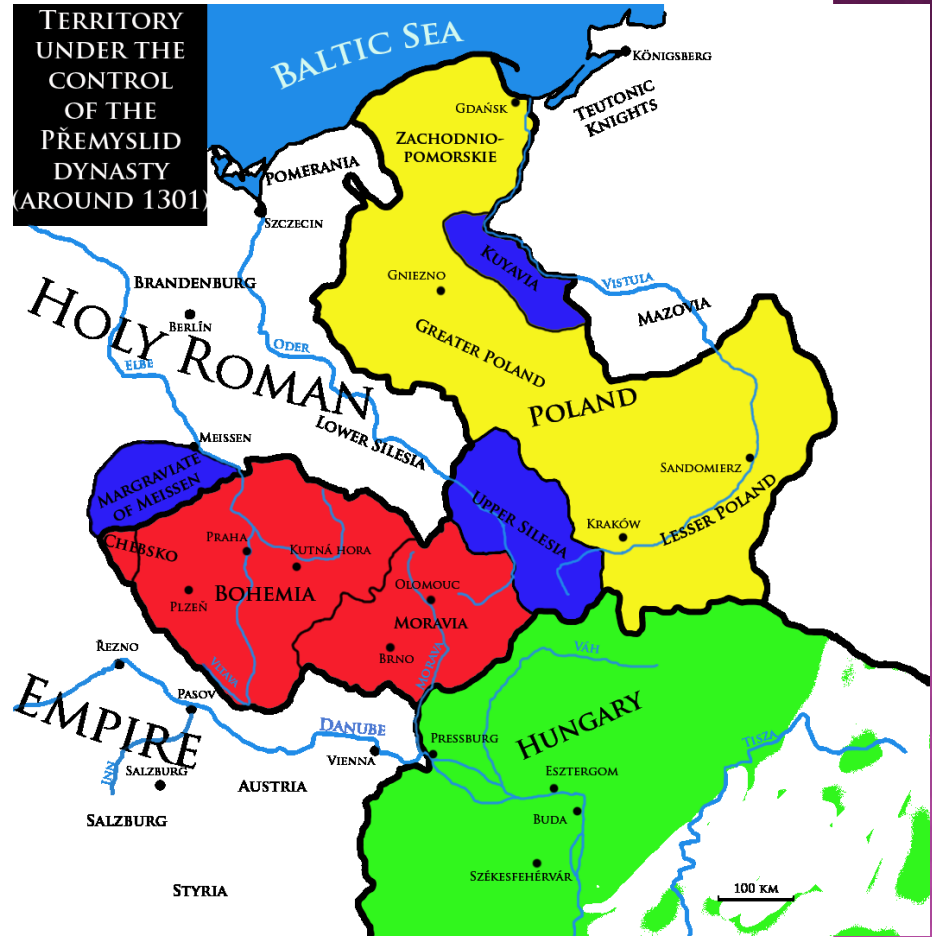 TERRITORY
UNDER THE
CONTROL
OF THE
PŘEMYSLID
DYNASTY
(AROUND 1301)
BALTIC SEA
KÖNIGSBERG
TEUTONIC
KNIGHTS
GDAŃSK
ZACHODNIO-
POMORSKIE
POMERANIA
SZCZECIN
KUYAVIA
GNIEZNO
VISTULA
MAZOVIA
BRANDENBURG
BERLÍN
HOLY ROMAN
ODER
ELBE
GREATER POLAND
POLAND
LOWER SILESIA
MEISSEN
MARGRAVIATE
OF MEISSEN
SANDOMIERZ
UPPER SILESIA
KRAKÓW
LESSER POLAND
CHEBSKO
PRAHA
KUTNÁ HORA
PLZEŇ
BOHEMIA
OLOMOUC
MORAVIA
BRNO
MORAVA
VLTAVA
ŘEZNO
PASOV
EMPIRE
INN
SALZBURG
SALZBURG
DANUBE
VIENNA
AUSTRIA
STYRIA
PRESSBURG
VÁH
HUNGARY
TISZA
ESZTERGOM
BUDA
SZÉKESFEHÉRVÁR
100 KM